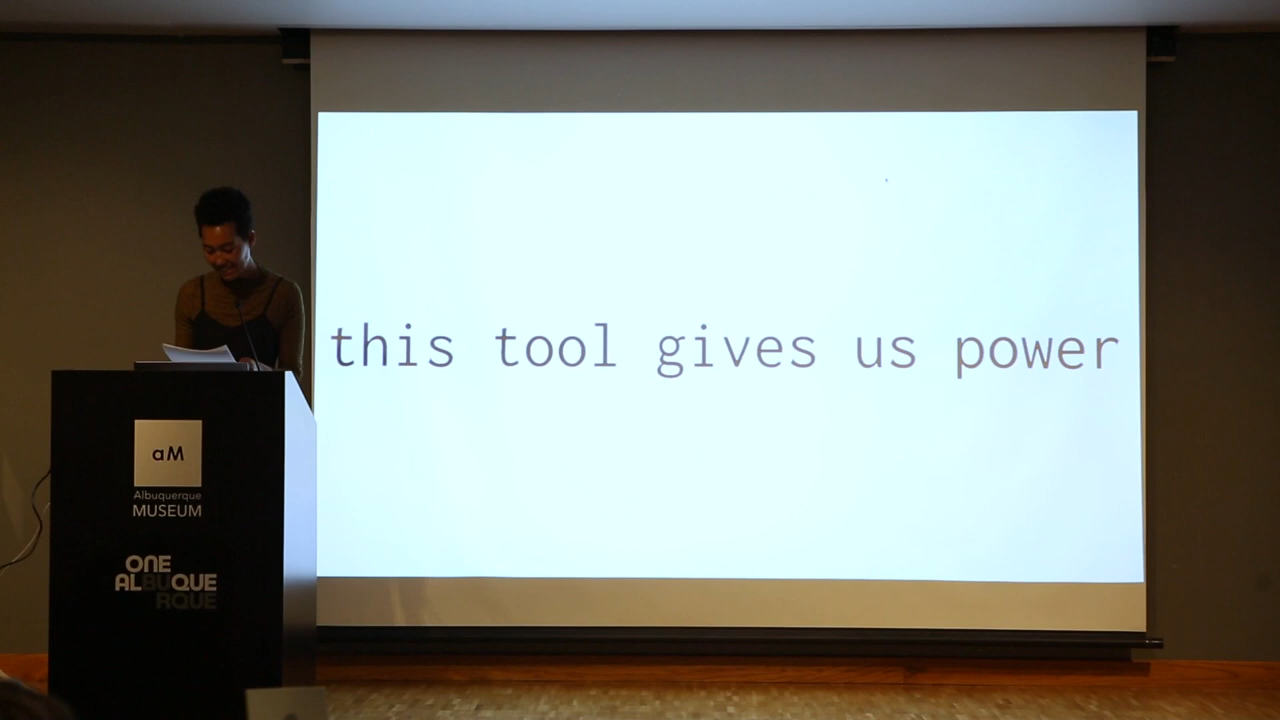 this tool gives us power
aM
Albuquerque
MUSEUM
ONE
ALBUQUE
RQUE